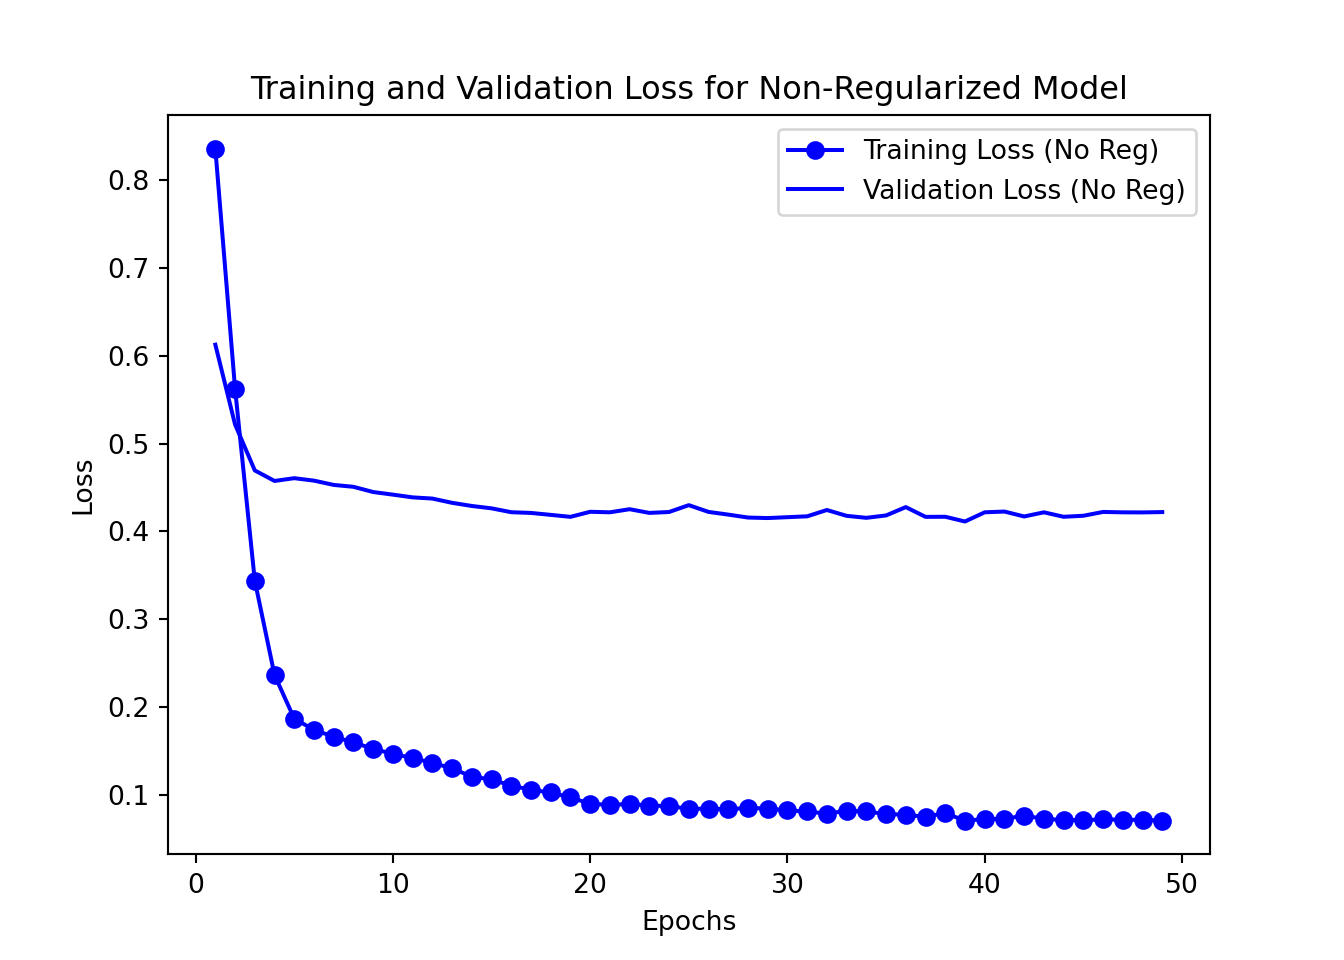 Training and Validation Loss for Non-Regularized Model
Training Loss (No Reg)
Validation Loss (No Reg)
Loss
0.8
0.7
0.6
0.5
0.4
0.3
0.2
0.1
0 10 20 30 40 50
Epochs